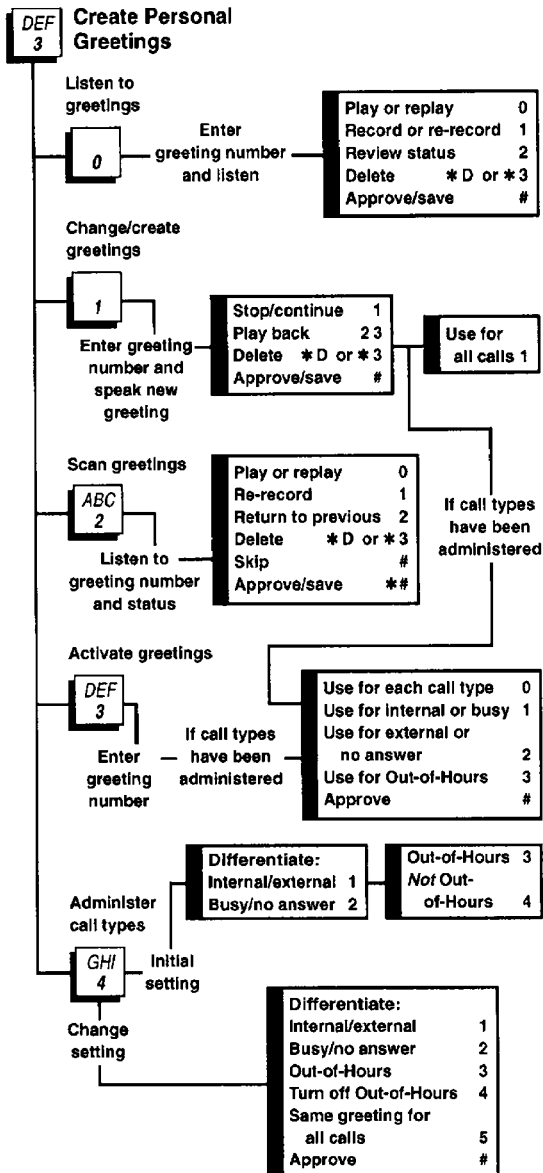 DEF
3
Create Personal
Greetings
Listen to
greetings
0
Enter
greeting number
and listen
Play or replay 0
Record or re-record 1
Review status 2
Delete *D or *3
Approve/save #
Change/create
greetings
1
Enter greeting
number and
speak new
greeting
Stop/continue 1
Play back 23
Delete *D or *3
Approve/save #
Use for
all calls 1
Scan greetings
ABC
2
Listen to
greeting number
and status
Play or replay 0
Re-record 1
Return to previous 2
Delete *D or *3
Skip #
Approve/save *#
If call types
have been
administered
Activate greetings
DEF
3
Enter
greeting
number
If call types
have been
administered
Use for each call type 0
Use for internal or busy 1
Use for external or
no answer 2
Use for Out-of-Hours 3
Approve #
Administer
call types
GHI
4
Initial
setting
Differentiate:
Internal/external 1
Busy/no answer 2
Out-of-Hours 3
Not Out-
of-Hours 4
Change
setting
Differentiate:
Internal/external 1
Busy/no answer 2
Out-of-Hours 3
Turn off Out-of-Hours 4
Same greeting for
all calls 5
Approve #